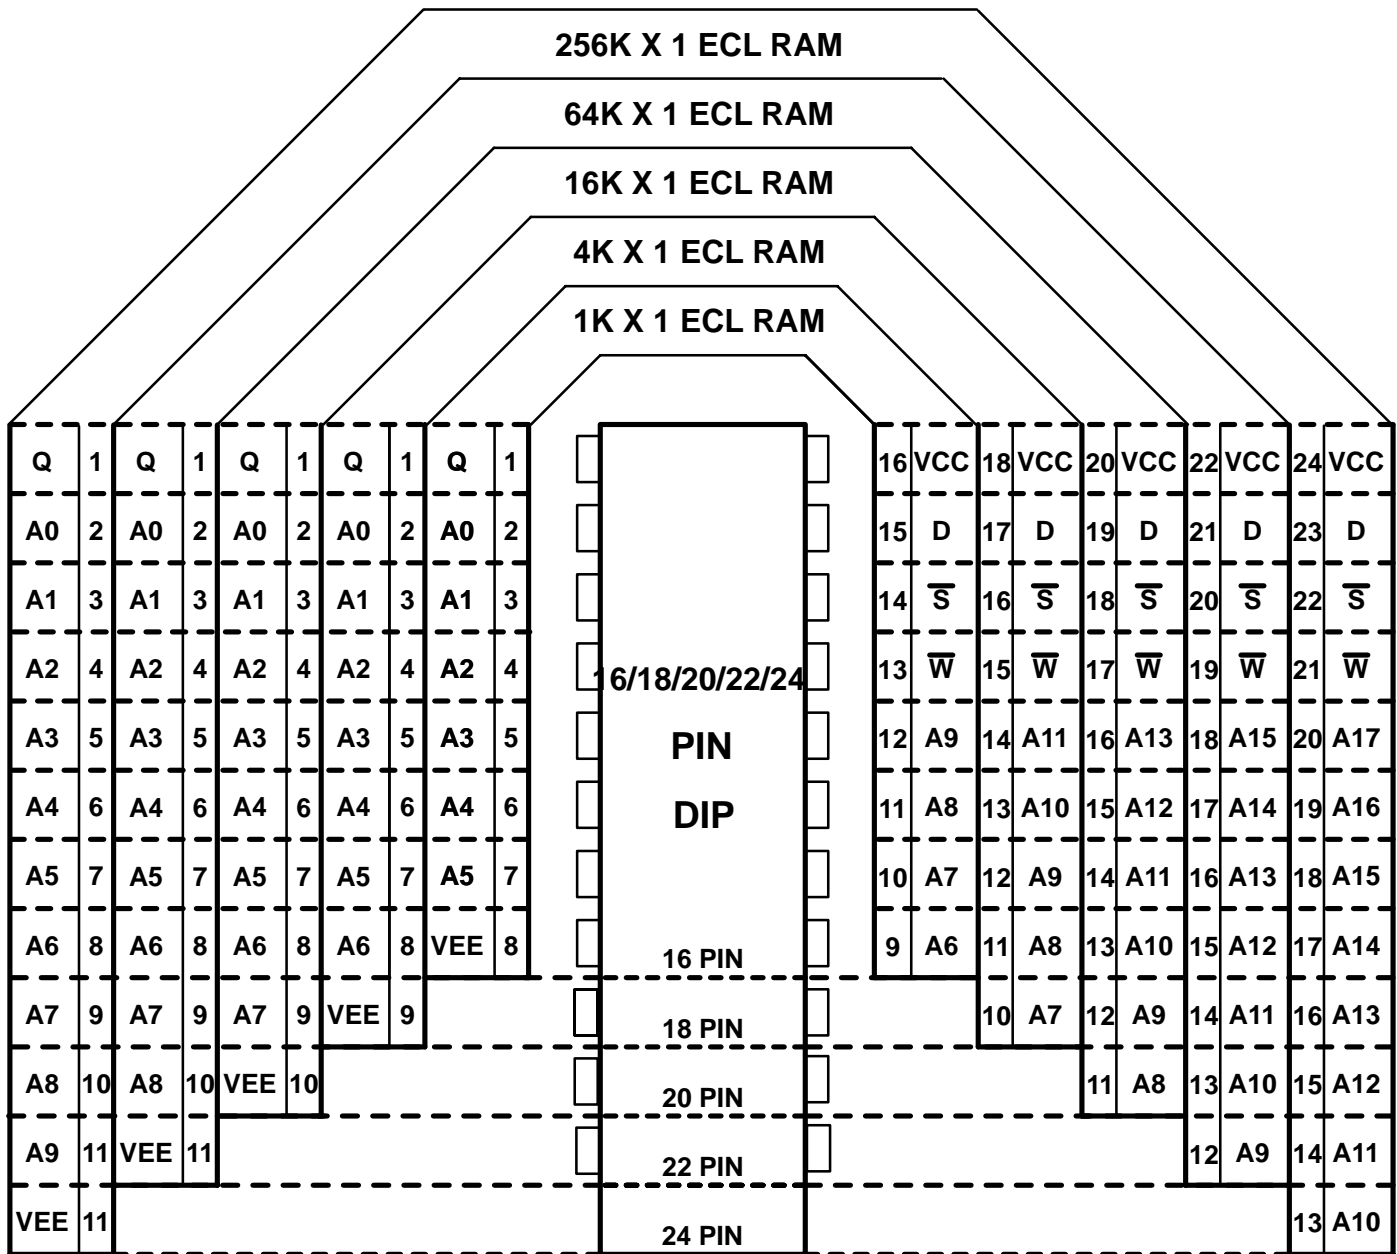 256K X 1 ECL RAM
64K X 1 ECL RAM
16K X 1 ECL RAM
4K X 1 ECL RAM
1K X 1 ECL RAM
Q 1 Q 1 Q 1 Q 1 Q 1 16 VCC 18 VCC 20 VCC 22 VCC 24 VCC
A0 2 A0 2 A0 2 A0 2 A0 2 15 D 17 D 19 D 21 D 23 D
A1 3 A1 3 A1 3 A1 3 A1 3 14 S̅ 16 S̅ 18 S̅ 20 S̅ 22 S̅
A2 4 A2 4 A2 4 A2 4 A2 4 16/18/20/22/24 13 W̅ 15 W̅ 17 W̅ 19 W̅ 21 W̅
A3 5 A3 5 A3 5 A3 5 A3 5 PIN 12 A9 14 A11 16 A13 18 A15 20 A17
A4 6 A4 6 A4 6 A4 6 A4 6 DIP 11 A8 13 A10 15 A12 17 A14 19 A16
A5 7 A5 7 A5 7 A5 7 A5 7 10 A7 12 A9 14 A11 16 A13 18 A15
A6 8 A6 8 A6 8 A6 8 VEE 8 16 PIN 9 A6 11 A8 13 A10 15 A12 17 A14
A7 9 A7 9 A7 9 VEE 9 18 PIN 10 A7 12 A9 14 A11 16 A13
A8 10 A8 10 VEE 10 20 PIN 11 A8 13 A10 15 A12
A9 11 VEE 11 22 PIN 12 A9 14 A11
VEE 11 24 PIN 13 A10